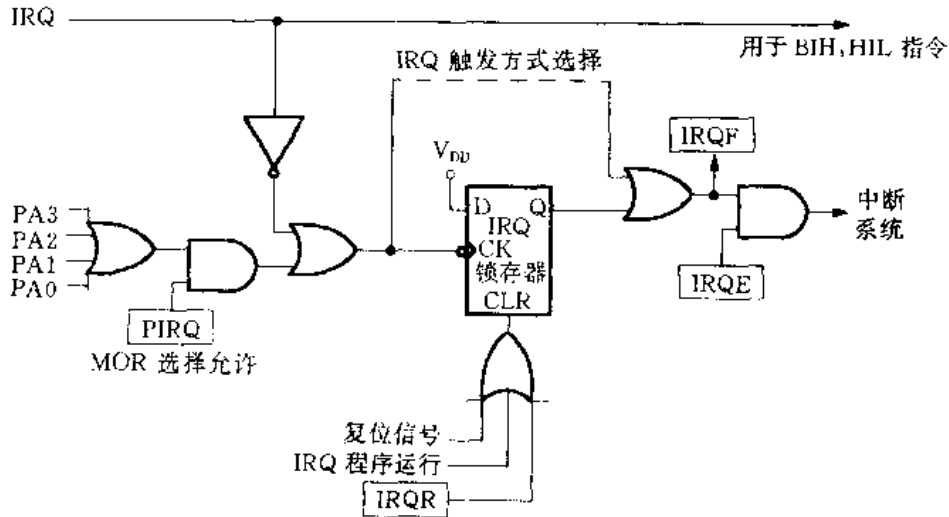 IRQ
用于 BIH,HIL 指令
IRQ 触发方式选择
IRQF
V_DD
D Q
IRQ
CK
锁存器
CLR
PA3
PA2
PA1
PA0
中断
系统
IRQE
PIRQ
MOR 选择允许
复位信号
IRQ 程序运行
IRQR